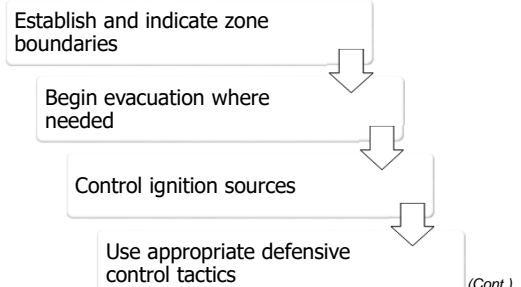 Establish and indicate zone
boundaries
Begin evacuation where
needed
Control ignition sources
Use appropriate defensive
control tactics
(Cont.)